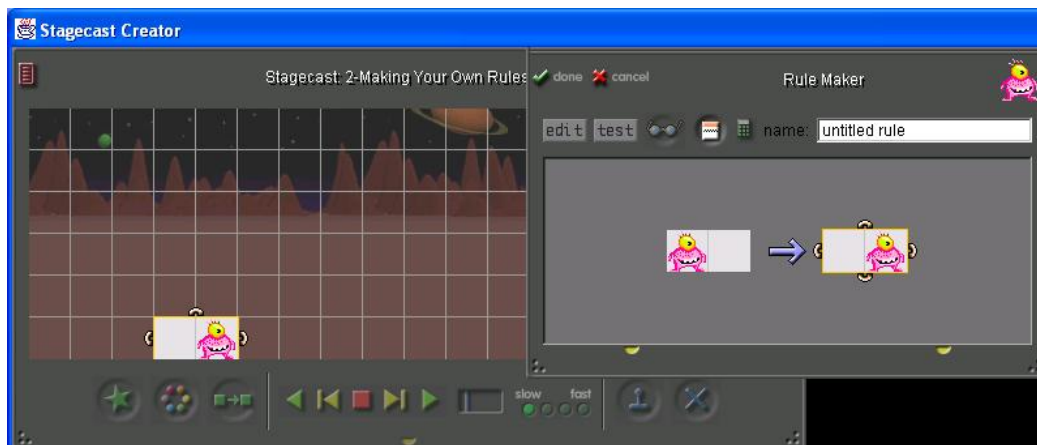 Stagecast Creator
Stagecast: 2-Making Your Own Rules
done cancel
Rule Maker
edit test name: untitled rule
slow fast